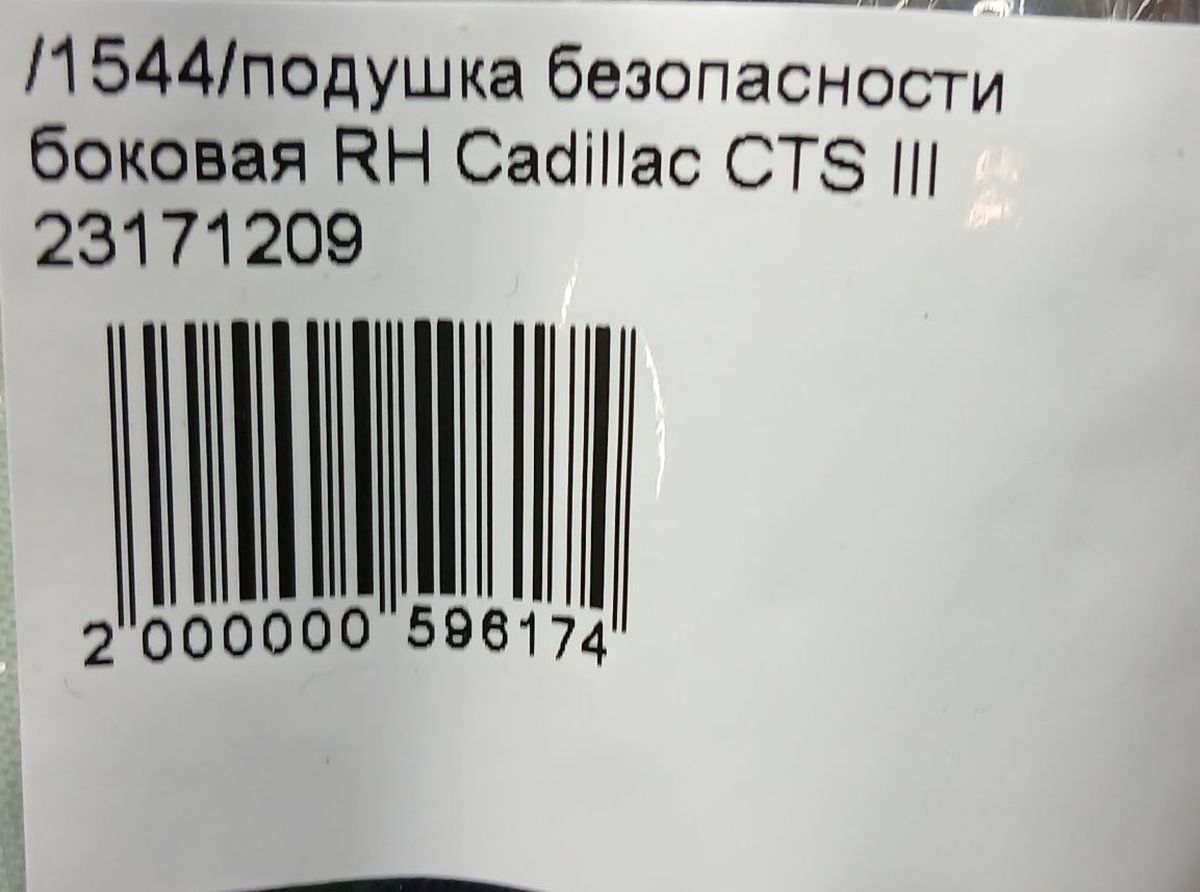 /1544/подушка безопасности
боковая RH Cadillac CTS III
23171209
2 000000 596174